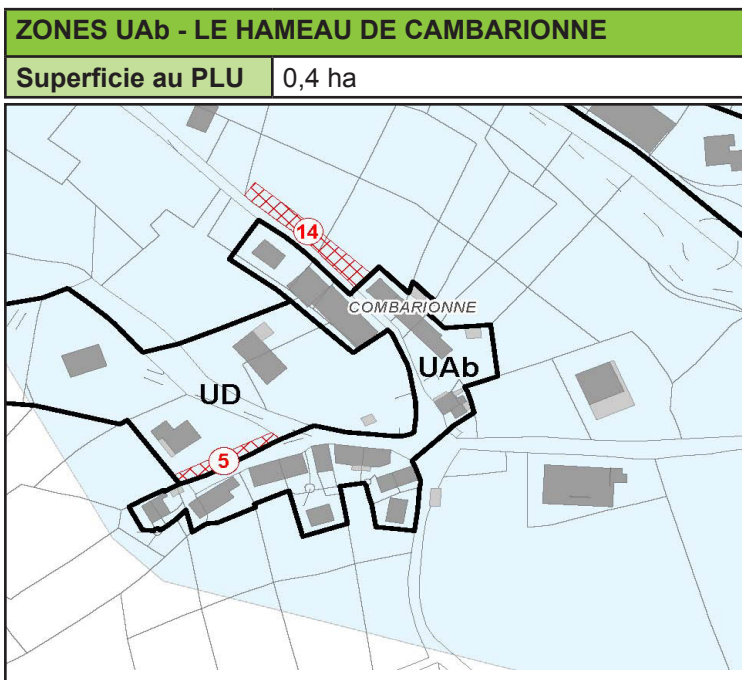 ZONES UAb - LE HAMEAU DE CAMBARIONNE
Superficie au PLU 0,4 ha
14
COMBARIONNE
UAb
UD
5